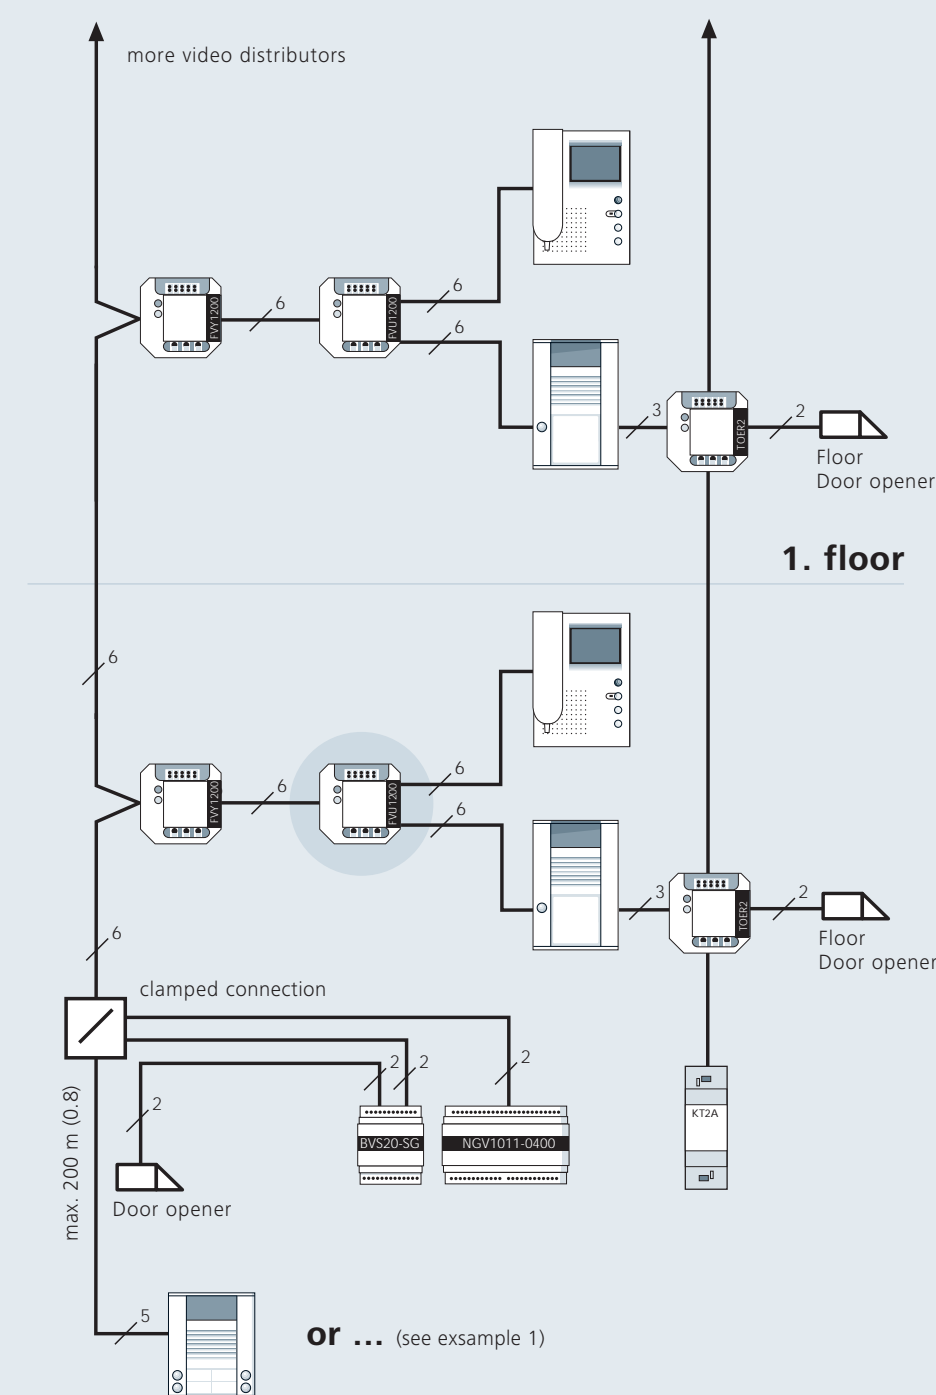 more video distributors
6
FVY1200
FVU1200
6
6
3
TOER2
2
Floor
Door opener
1. floor
6
6
FVY1200
FVU1200
6
6
3
TOER2
2
Floor
Door opener
6
clamped connection
2
2
2
2
max. 200 m (0.8)
BVS20-SG
NGV1011-0400
KT2A
Door opener
5
or ... (see exsample 1)